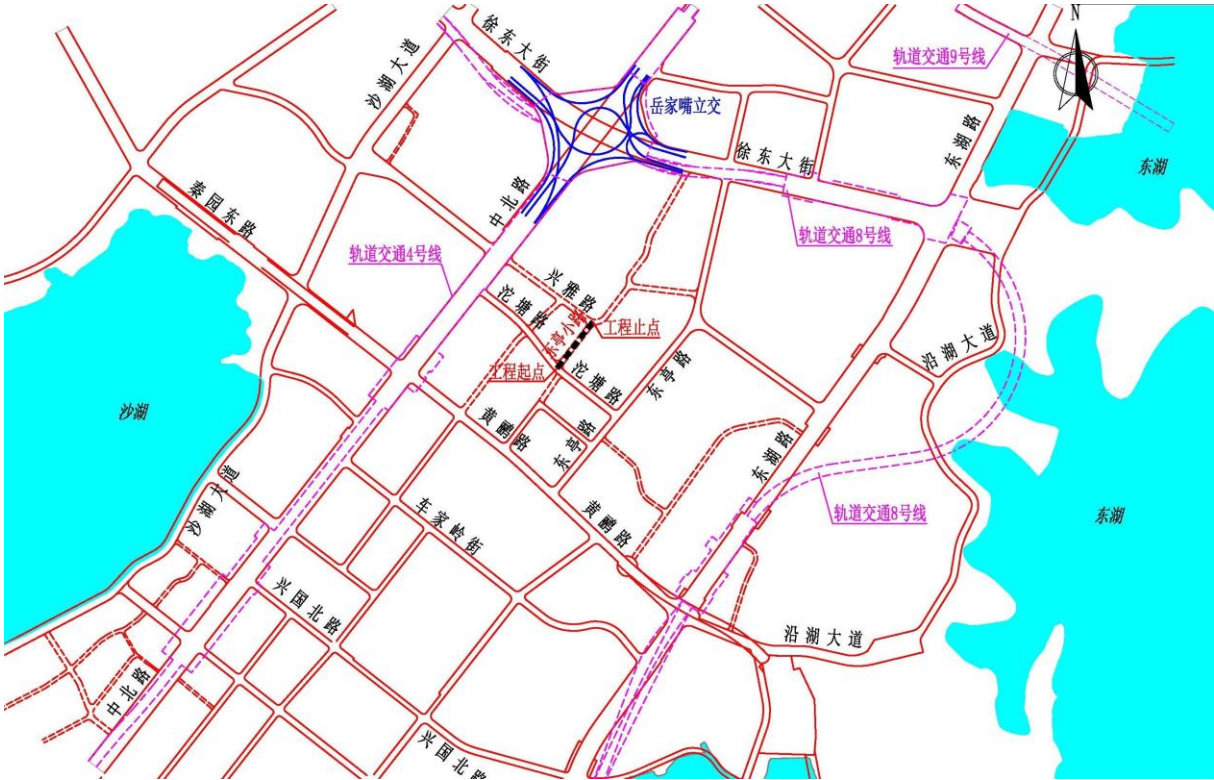 徐东大街
沙湖大道
轨道交通9号线
N
岳家嘴立交
东湖路
徐东大街
东湖
秦园东路
中北路
轨道交通4号线
轨道交通8号线
兴雅路
沱塘路
东亭小路
工程止点
工程起点
沱塘路
东亭路
沿湖大道
沙湖
黄鹂路
东亭
东湖路
沙湖大道
车家岭街
黄鹂路
轨道交通8号线
东湖
兴国北路
沿湖大道
中北路
兴国北路